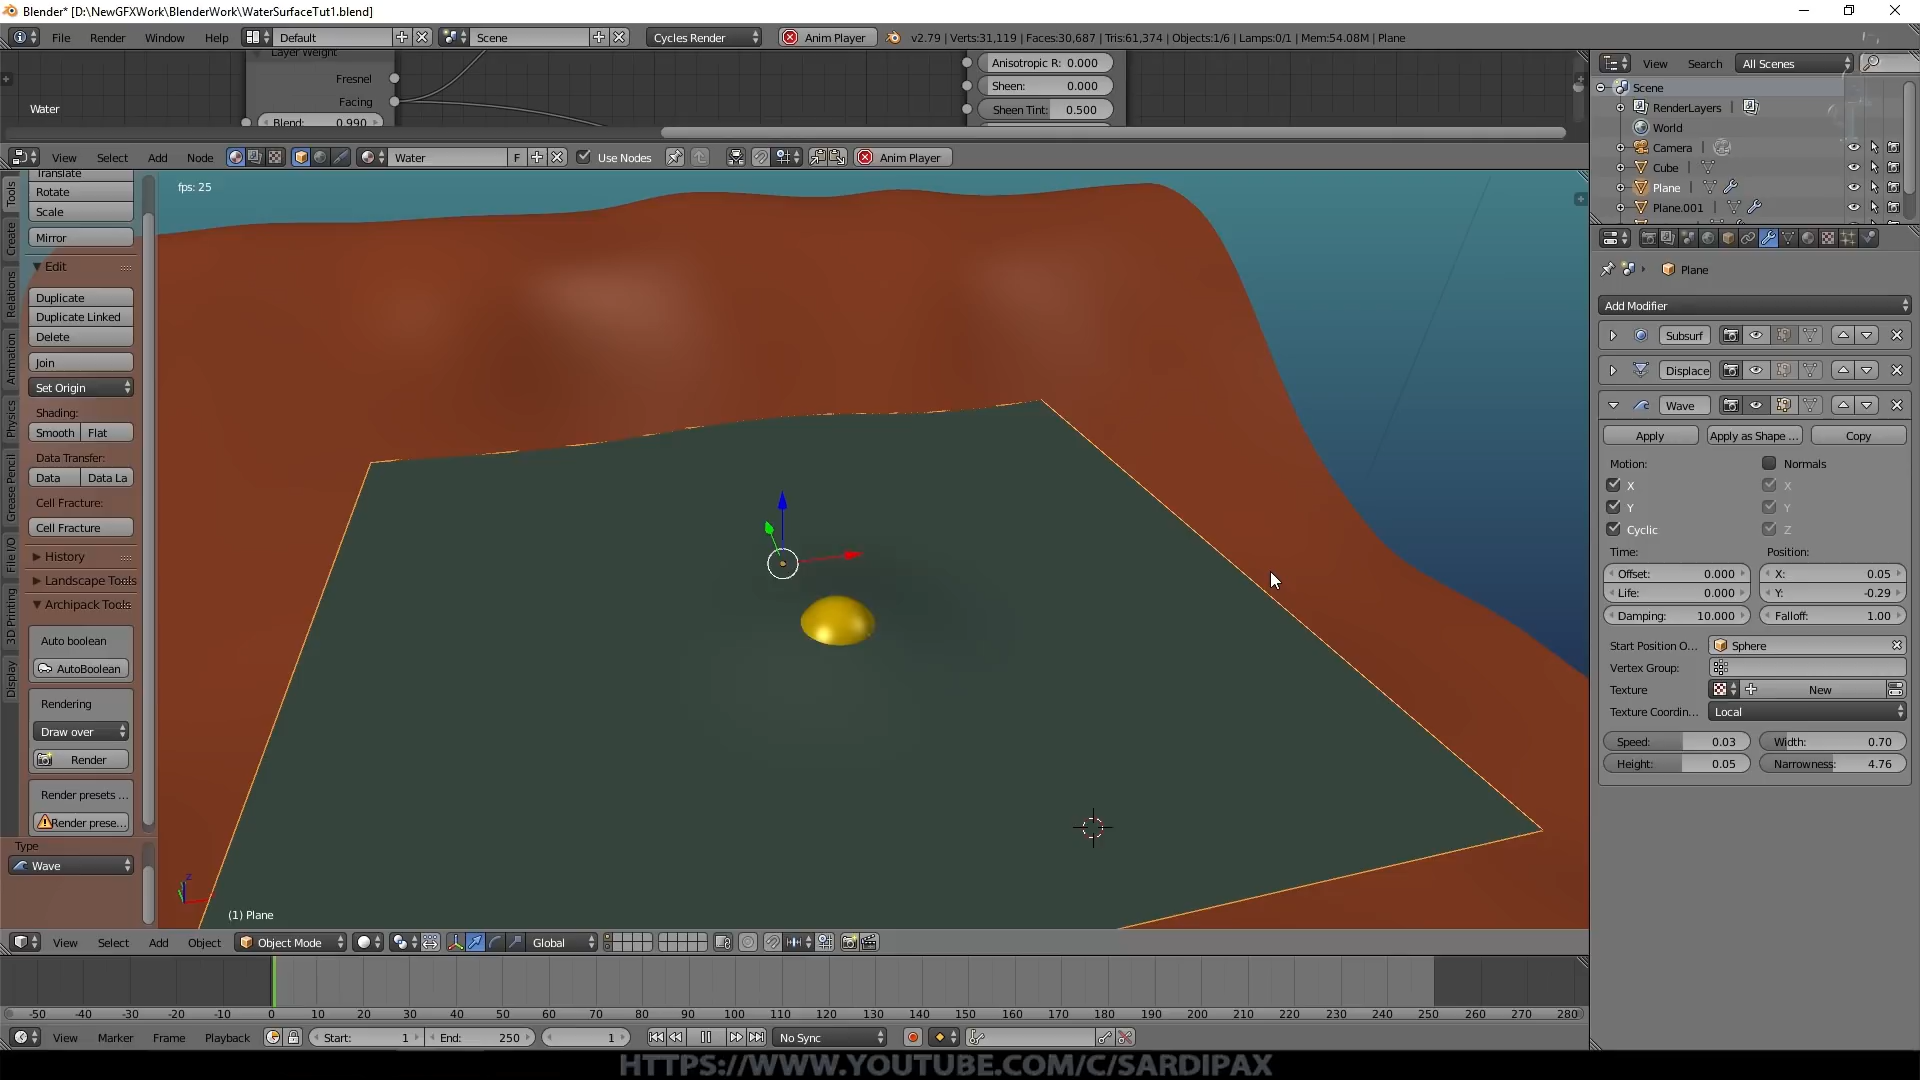 Blender* [D:\NewGFXWork\BlenderWork\WaterSurfaceTut1.blend]
File Render Window Help Default Scene Cycles Render Anim Player v2.79 | Verts:31,119 | Faces:30,687 | Tris:61,374 | Objects:1/6 | Lamps:0/1 | Mem:54.08M | Plane
Layer Weight
Fresnel
Facing
Blend: 0.990
Water
Anisotropic R: 0.000
Sheen: 0.000
Sheen Tint: 0.500
View Select Add Node Water F Use Nodes Anim Player
View Search All Scenes
Scene
RenderLayers
World
Camera
Cube
Plane
Plane.001
Tools
Create
Relations
Animation
Physics
Grease Pencil
File I/O
3D Printing
Display
Translate
Rotate
Scale
Mirror
Edit
Duplicate
Duplicate Linked
Delete
Join
Set Origin
Shading:
Smooth Flat
Data Transfer:
Data Data La
Cell Fracture:
Cell Fracture
History
Landscape Tools
Archipack Tools
Auto boolean
AutoBoolean
Rendering
Draw over
Render
Render presets ...
Render prese...
Type
Wave
fps: 25
(1) Plane
z
Plane
Add Modifier
Subsurf
Displace
Wave
Apply Apply as Shape ... Copy
Motion: Normals
X X
Y Y
Cyclic Z
Time: Position:
Offset: 0.000 X: 0.05
Life: 0.000 Y: -0.29
Damping: 10.000 Falloff: 1.00
Start Position O... Sphere
Vertex Group:
Texture New
Texture Coordin... Local
Speed: 0.03 Width: 0.70
Height: 0.05 Narrowness: 4.76
View Select Add Object Object Mode Global
-50 -40 -30 -20 -10 0 10 20 30 40 50 60 70 80 90 100 110 120 130 140 150 160 170 180 190 200 210 220 230 240 250 260 270 280
View Marker Frame Playback Start: 1 End: 250 1 No Sync
HTTPS://WWW.YOUTUBE.COM/C/SARDIPAX